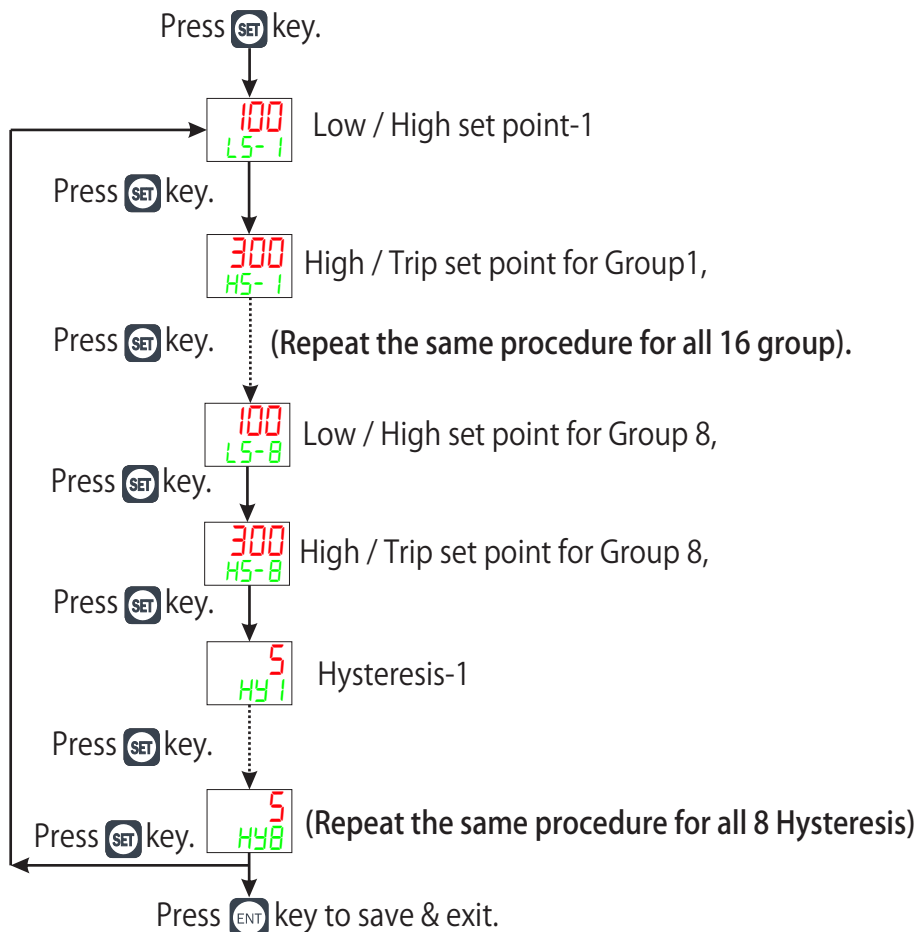 Press SET key.
100
LS-1 Low / High set point-1
Press SET key.
300
HS-1 High / Trip set point for Group1,
Press SET key. (Repeat the same procedure for all 16 group).
100
LS-8 Low / High set point for Group 8,
Press SET key.
300
HS-8 High / Trip set point for Group 8,
Press SET key.
5
HY1 Hysteresis-1
Press SET key.
5
HY8 (Repeat the same procedure for all 8 Hysteresis)
Press SET key.
Press ENT key to save & exit.